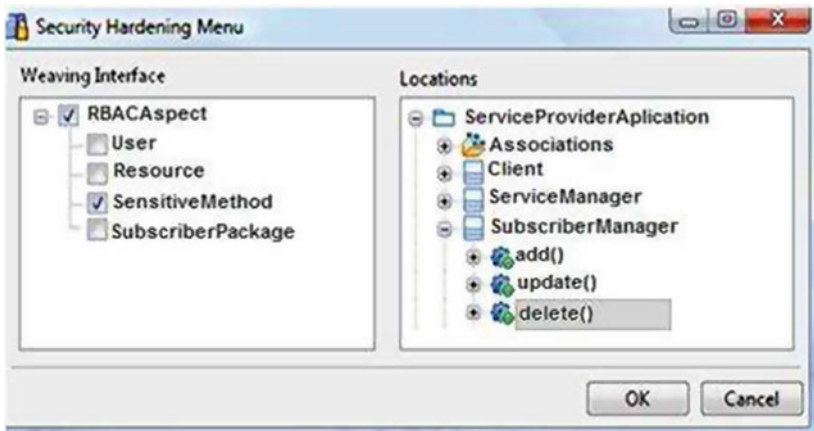 Security Hardening Menu
Weaving Interface
RBACAspect
User
Resource
SensitiveMethod
SubscriberPackage
Locations
ServiceProviderAplication
Associations
Client
ServiceManager
SubscriberManager
add()
update()
delete()
OK
Cancel